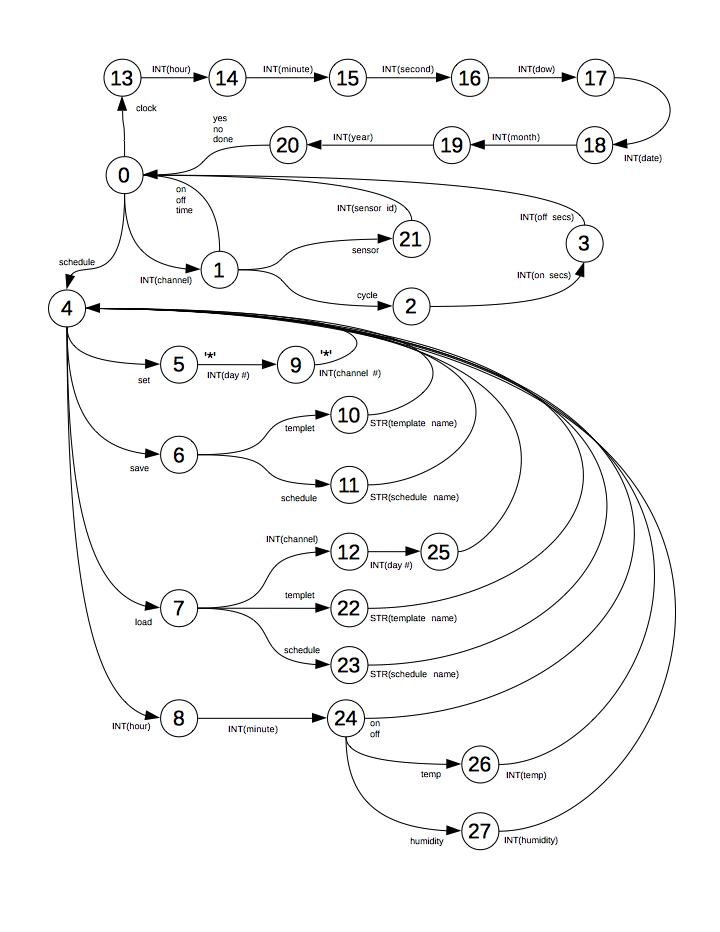 13
INT(hour)
14
INT(minute)
15
INT(second)
16
INT(dow)
17
clock
yes
no
done
20
INT(year)
19
INT(month)
18
INT(date)
0
on
off
time
INT(sensor id)
21
sensor
INT(off secs)
3
INT(on secs)
schedule
INT(channel)
1
cycle
2
4
set
5
'*'
INT(day #)
9
'*'
INT(channel #)
templet
10
STR(template name)
save
6
schedule
11
STR(schedule name)
INT(channel)
12
INT(day #)
25
load
7
templet
22
STR(template name)
schedule
23
STR(schedule name)
INT(hour)
8
INT(minute)
24
on
off
temp
26
INT(temp)
humidity
27
INT(humidity)